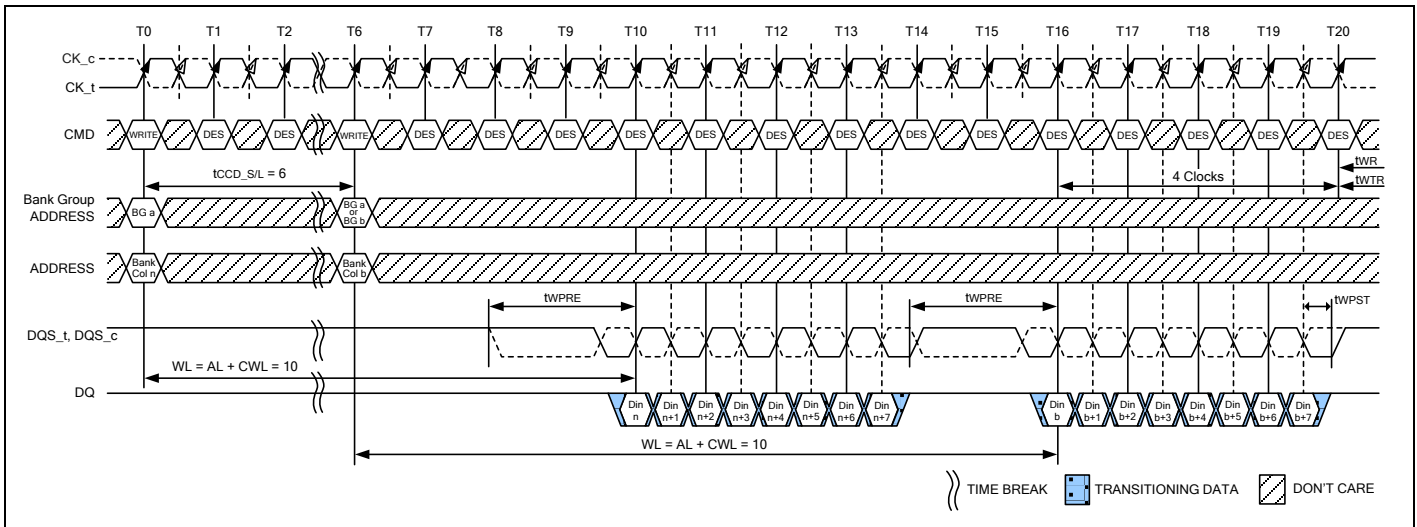 T0 T1 T2 T6 T7 T8 T9 T10 T11 T12 T13 T14 T15 T16 T17 T18 T19 T20
CK_c
CK_t
CMD WRITE DES DES WRITE DES DES DES DES DES DES DES DES DES DES DES DES DES DES
tWR
tCCD_S/L = 6
4 Clocks
tWTR
Bank Group
ADDRESS
BG a
BG a
or
BG b
ADDRESS
Bank
Col n
Bank
Col b
tWPRE
tWPRE
tWPST
DQS_t, DQS_c
WL = AL + CWL = 10
DQ
Din
n
Din
n+1
Din
n+2
Din
n+3
Din
n+4
Din
n+5
Din
n+6
Din
n+7
Din
b
Din
b+1
Din
b+2
Din
b+3
Din
b+4
Din
b+5
Din
b+6
Din
b+7
WL = AL + CWL = 10
TIME BREAK
TRANSITIONING DATA
DON'T CARE